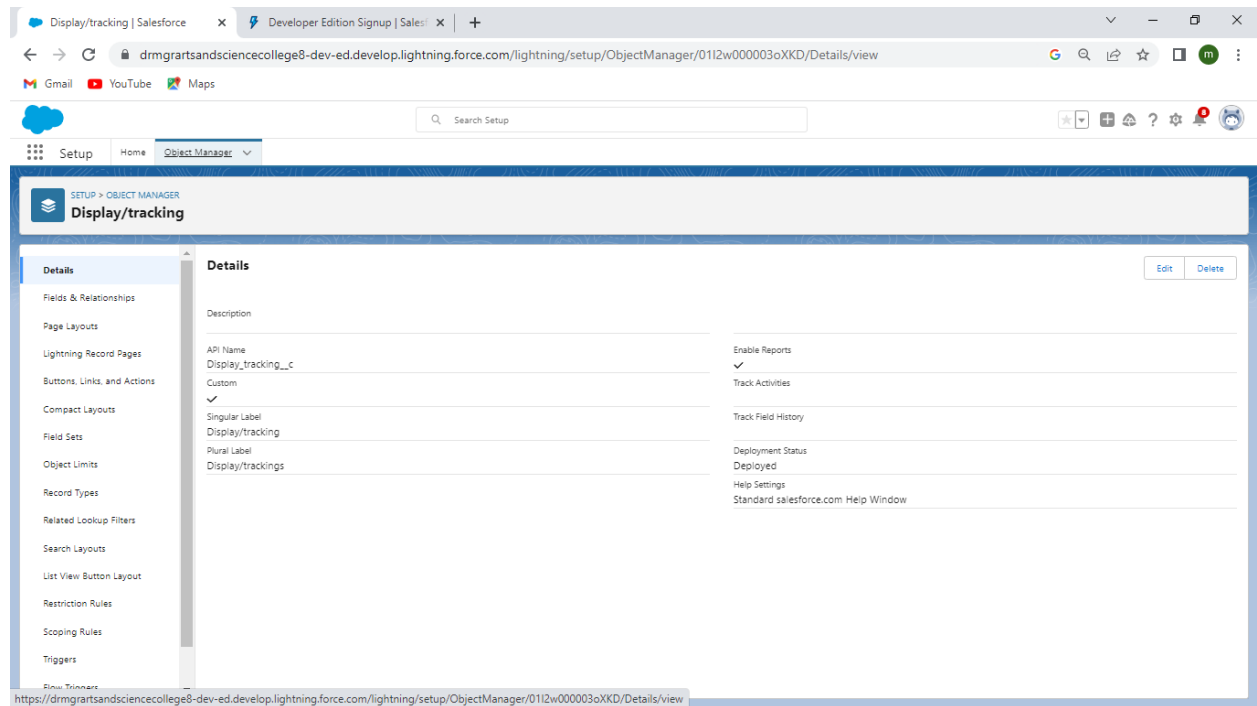 Display/tracking | Salesforce
Developer Edition Signup | Sales
drmgrartsandsciencecollege8-dev-ed.develop.lightning.force.com/lightning/setup/ObjectManager/01I2w000003oXKD/Details/view
m
Gmail
YouTube
Maps
Search Setup
8
Setup
Home
Object Manager
SETUP > OBJECT MANAGER
Display/tracking
Details
Fields & Relationships
Page Layouts
Lightning Record Pages
Buttons, Links, and Actions
Compact Layouts
Field Sets
Object Limits
Record Types
Related Lookup Filters
Search Layouts
List View Button Layout
Restriction Rules
Scoping Rules
Triggers
Flow Triggers
Details
Edit
Delete
Description
API Name
Display_tracking__c
Custom
Singular Label
Display/tracking
Plural Label
Display/trackings
Enable Reports
Track Activities
Track Field History
Deployment Status
Deployed
Help Settings
Standard salesforce.com Help Window
https://drmgrartsandsciencecollege8-dev-ed.develop.lightning.force.com/lightning/setup/ObjectManager/01I2w000003oXKD/Details/view